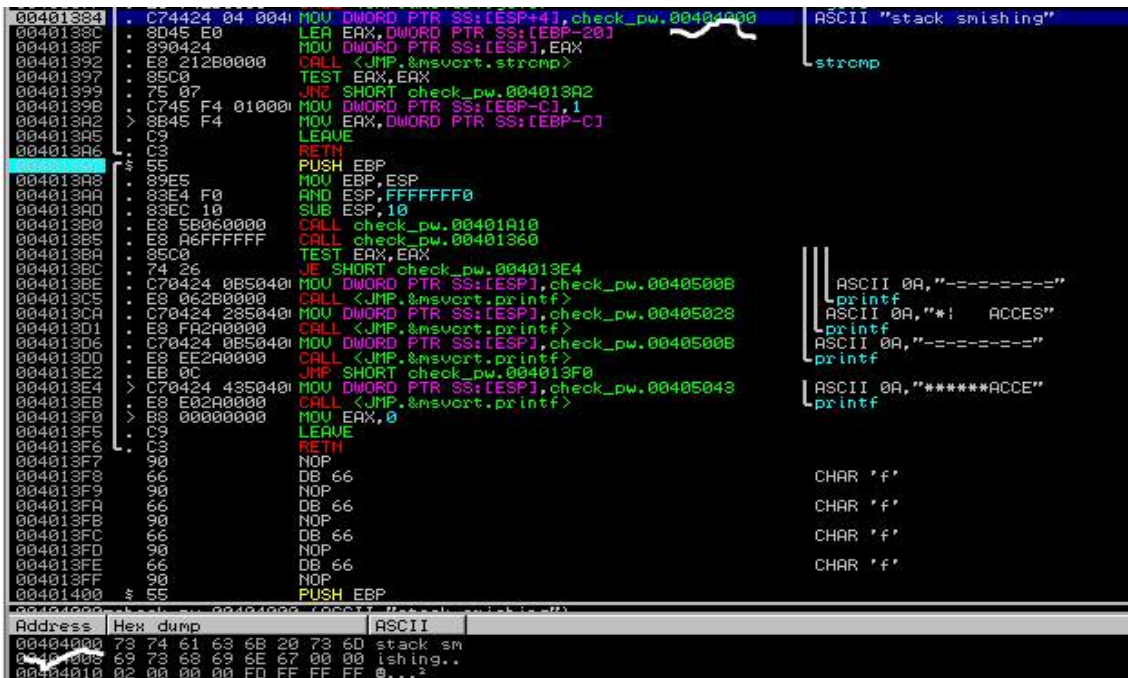 00401384 . C74424 04 0040 MOV DWORD PTR SS:[ESP+4],check_pw.00404000 ASCII "stack smishing"
0040138C . 8D45 E0 LEA EAX,DWORD PTR SS:[EBP-20]
0040138F . 890424 MOV DWORD PTR SS:[ESP],EAX
00401392 . E8 212B0000 CALL <JMP.&msvcrt.strcmp> strcmp
00401397 . 85C0 TEST EAX,EAX
00401399 . 75 07 JNZ SHORT check_pw.004013A2
0040139B . C745 F4 01000 MOV DWORD PTR SS:[EBP-C],1
004013A2 > 8B45 F4 MOV EAX,DWORD PTR SS:[EBP-C]
004013A5 . C9 LEAVE
004013A6 . C3 RETN
$ 55 PUSH EBP
004013A8 . 89E5 MOV EBP,ESP
004013AA . 83E4 F0 AND ESP,FFFFFFF0
004013AD . 83EC 10 SUB ESP,10
004013B0 . E8 5B060000 CALL check_pw.00401A10
004013B5 . E8 A6FFFFFF CALL check_pw.00401360
004013BA . 85C0 TEST EAX,EAX
004013BC . 74 26 JE SHORT check_pw.004013E4
004013BE . C70424 0B5040 MOV DWORD PTR SS:[ESP],check_pw.0040500B ASCII 0A,"-=-=-=-=-="
004013C5 . E8 062B0000 CALL <JMP.&msvcrt.printf> printf
004013CA . C70424 285040 MOV DWORD PTR SS:[ESP],check_pw.00405028 ASCII 0A,"*¦ ACCES"
004013D1 . E8 FA2A0000 CALL <JMP.&msvcrt.printf> printf
004013D6 . C70424 0B5040 MOV DWORD PTR SS:[ESP],check_pw.0040500B ASCII 0A,"-=-=-=-=-="
004013DD . E8 EE2A0000 CALL <JMP.&msvcrt.printf> printf
004013E2 . EB 0C JMP SHORT check_pw.004013F0
004013E4 > C70424 435040 MOV DWORD PTR SS:[ESP],check_pw.00405043 ASCII 0A,"******ACCE"
004013EB . E8 E02A0000 CALL <JMP.&msvcrt.printf> printf
004013F0 > B8 00000000 MOV EAX,0
004013F5 . C9 LEAVE
004013F6 . C3 RETN
004013F7 90 NOP
004013F8 66 DB 66 CHAR 'f'
004013F9 90 NOP
004013FA 66 DB 66 CHAR 'f'
004013FB 90 NOP
004013FC 66 DB 66 CHAR 'f'
004013FD 90 NOP
004013FE 66 DB 66 CHAR 'f'
004013FF 90 NOP
00401400 $ 55 PUSH EBP
Address Hex dump ASCII
00404000 73 74 61 63 6B 20 73 6D stack sm
00404008 69 73 68 69 6E 67 00 00 ishing..
00404010 02 00 00 00 FD FF FF FF